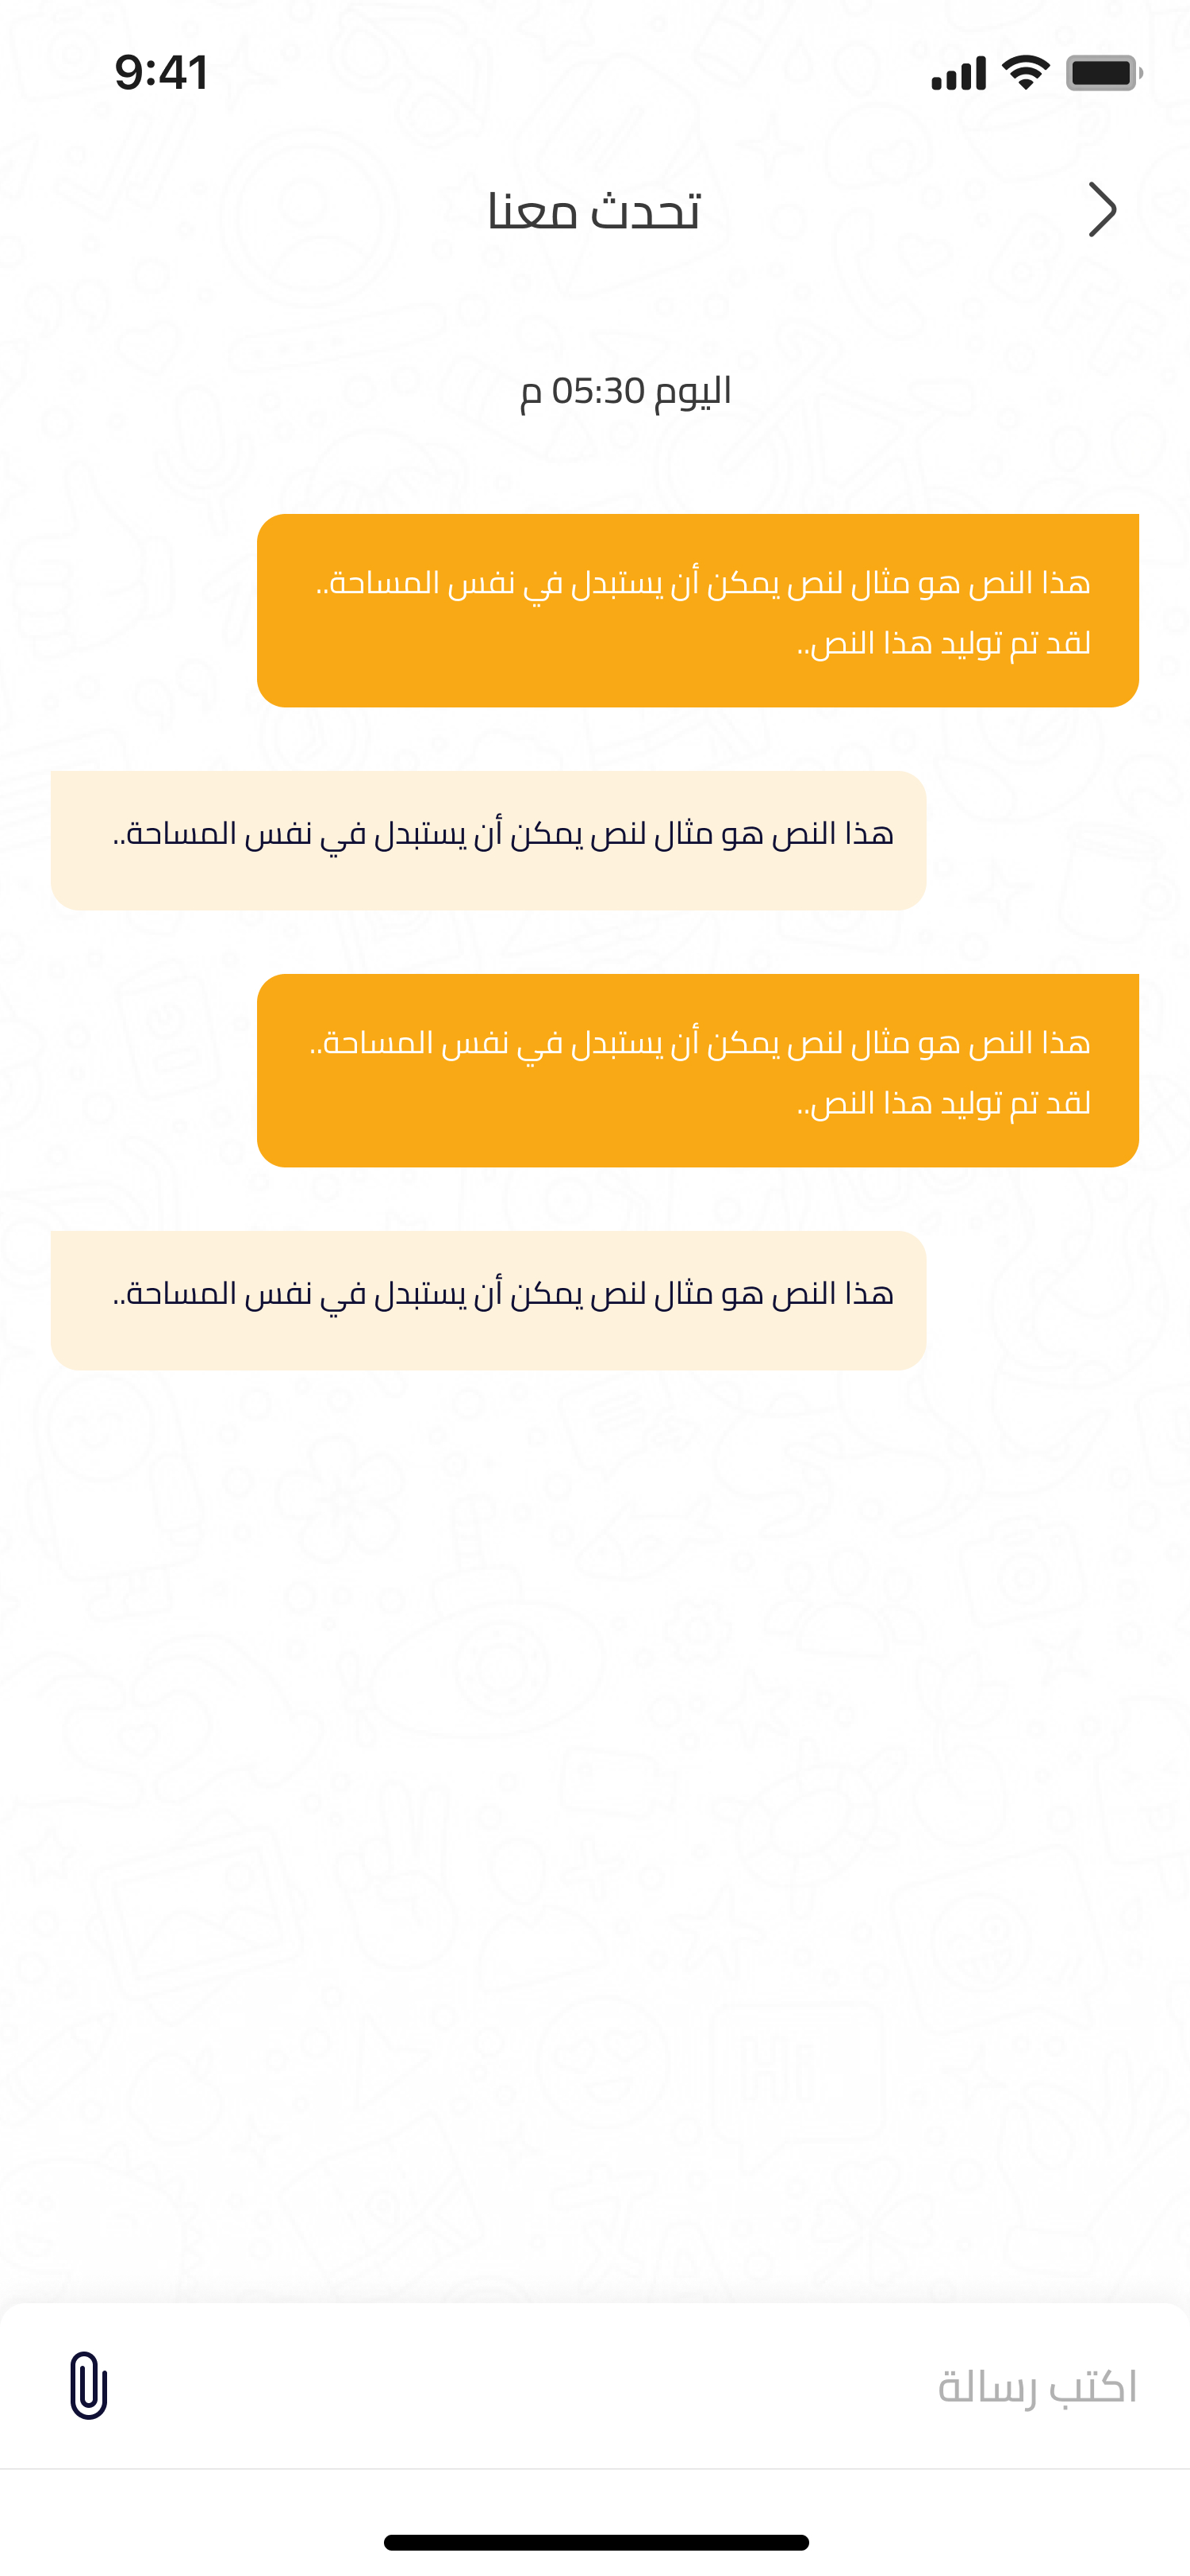 9:41
تحدث معنا
اليوم 05:30 م
هذا النص هو مثال لنص يمكن أن يستبدل في نفس المساحة..
لقد تم توليد هذا النص..
هذا النص هو مثال لنص يمكن أن يستبدل في نفس المساحة..
هذا النص هو مثال لنص يمكن أن يستبدل في نفس المساحة..
لقد تم توليد هذا النص..
هذا النص هو مثال لنص يمكن أن يستبدل في نفس المساحة..
Hi
اكتب رسالة